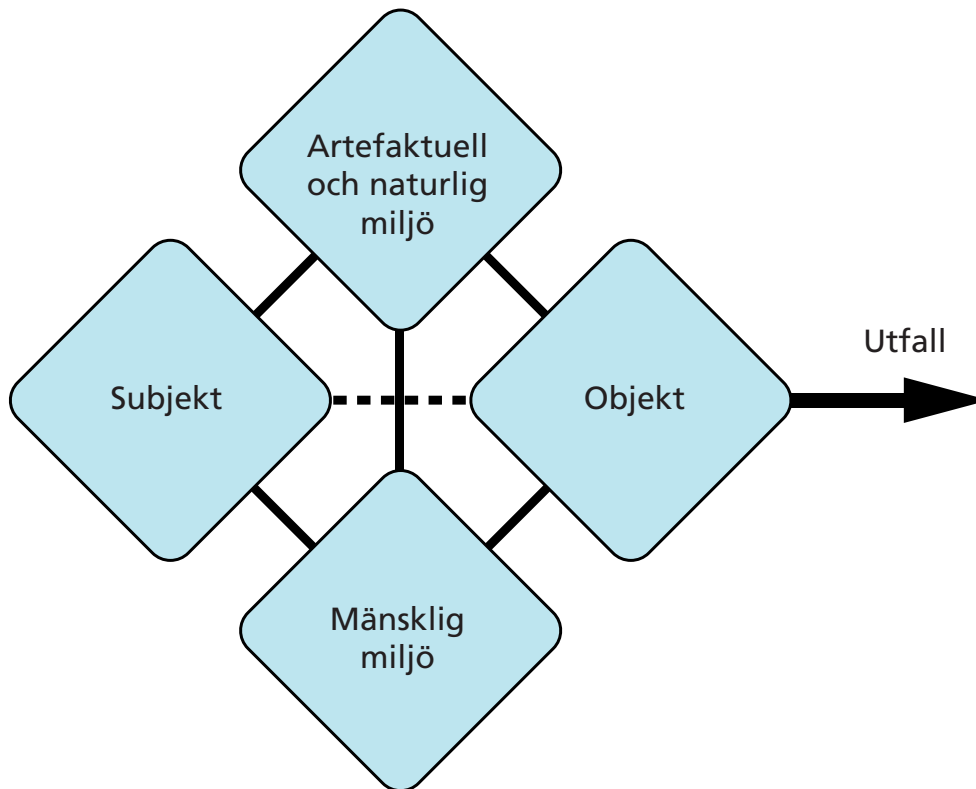 Artefaktuell
och naturlig
miljö
Utfall
Subjekt
Objekt
Mänsklig
miljö